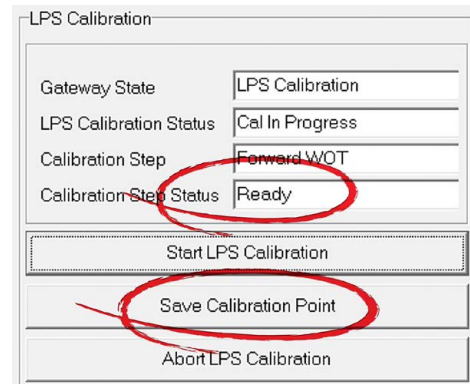 LPS Calibration
Gateway State LPS Calibration
LPS Calibration Status Cal In Progress
Calibration Step Forward WOT
Calibration Step Status Ready
Start LPS Calibration
Save Calibration Point
Abort LPS Calibration